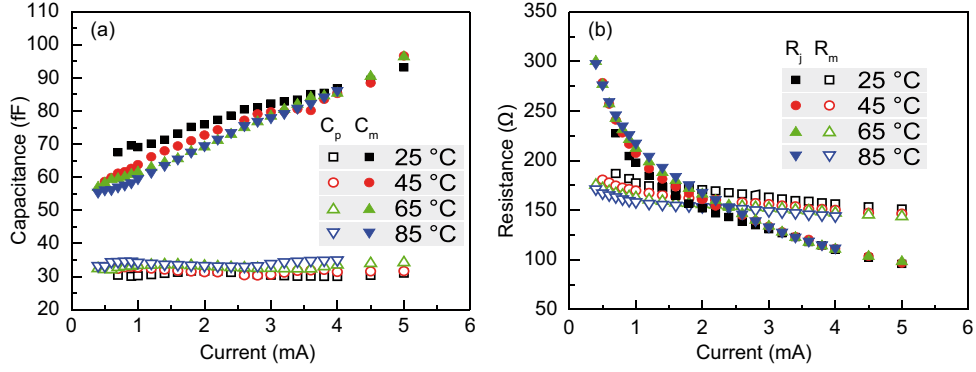 (a)
Capacitance (fF)
110
100
90
80
70
60
50
40
30
20
C_p C_m
25 °C
45 °C
65 °C
85 °C
0 1 2 3 4 5 6
Current (mA)
(b)
Resistance (Ω)
350
300
250
200
150
100
50
R_j R_m
25 °C
45 °C
65 °C
85 °C
0 1 2 3 4 5 6
Current (mA)